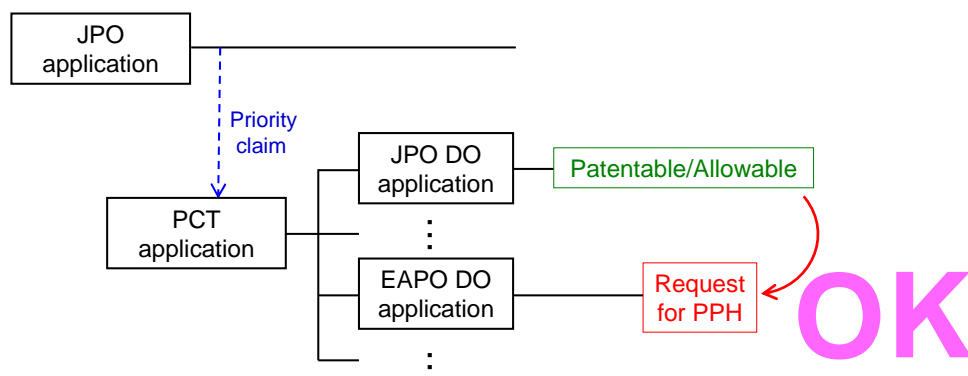 JPO
application
Priority
claim
JPO DO
application
Patentable/Allowable
PCT
application
EAPO DO
application
Request
for PPH
OK